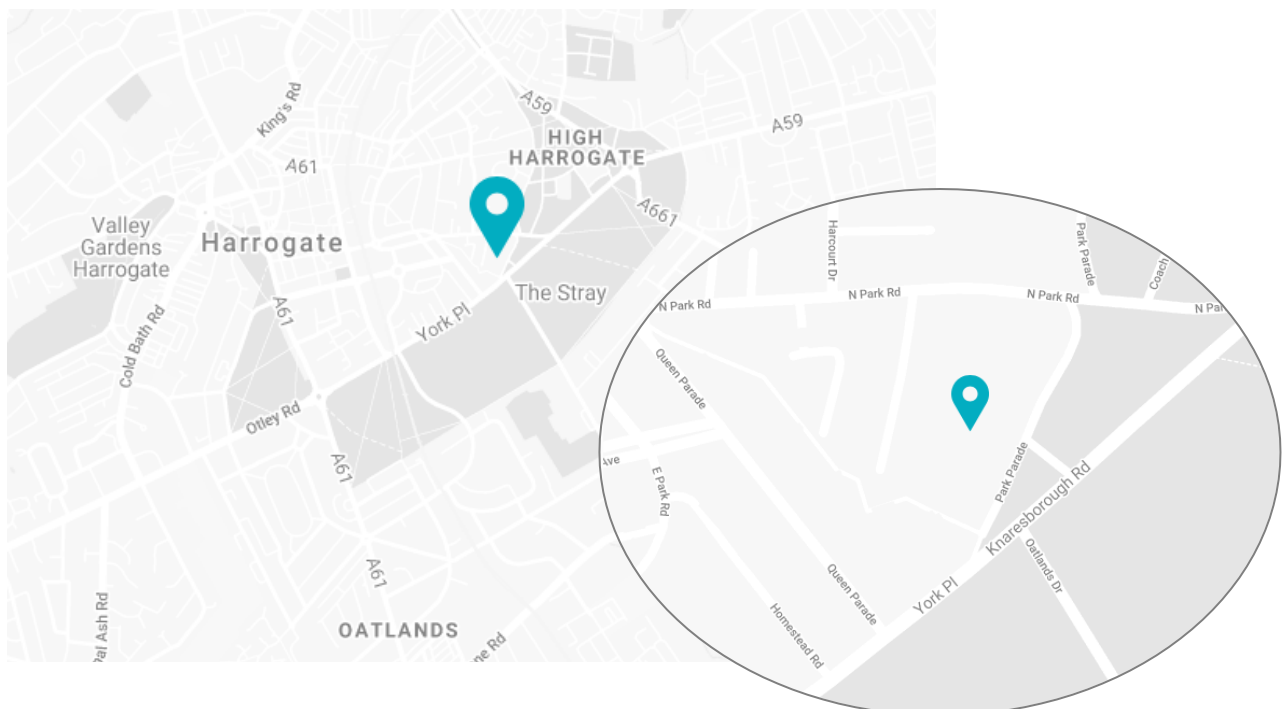 King's Rd
A59
A59
HIGH
HARROGATE
A61
A661
Valley
Gardens
Harrogate
Harrogate
The Stray
A61
York Pl
Cold Bath Rd
Otley Rd
A61
A61
OATLANDS
Harcourt Dr
Park Parade
Coach
N Park Rd
N Park Rd
N Park Rd
Queen Parade
Ave
E Park Rd
Park Parade
Knaresborough Rd
Oatlands Dr
Queen Parade
York Pl
Homestead Rd